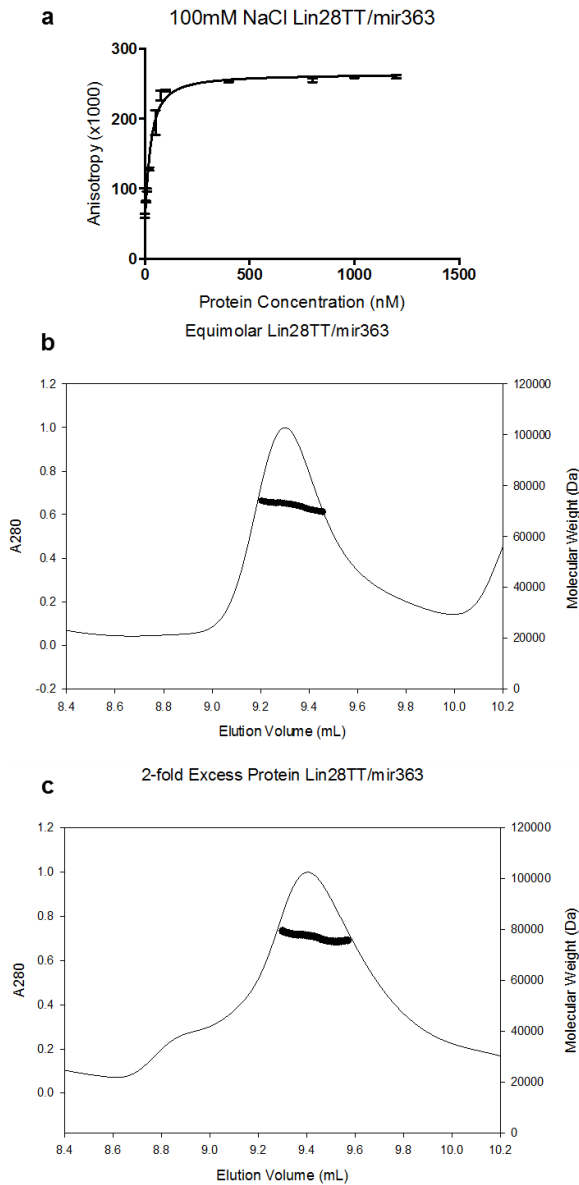 a
100mM NaCl Lin28TT/mir363
Anisotropy (x1000)
300
200
100
0
0 500 1000 1500
Protein Concentration (nM)
b
Equimolar Lin28TT/mir363
A280
1.2
1.0
0.8
0.6
0.4
0.2
0.0
-0.2
120000
100000
80000
60000
40000
20000
0
Molecular Weight (Da)
8.4 8.6 8.8 9.0 9.2 9.4 9.6 9.8 10.0 10.2
Elution Volume (mL)
c
2-fold Excess Protein Lin28TT/mir363
A280
1.2
1.0
0.8
0.6
0.4
0.2
0.0
120000
100000
80000
60000
40000
20000
0
Molecular Weight (Da)
8.4 8.6 8.8 9.0 9.2 9.4 9.6 9.8 10.0 10.2
Elution Volume (mL)